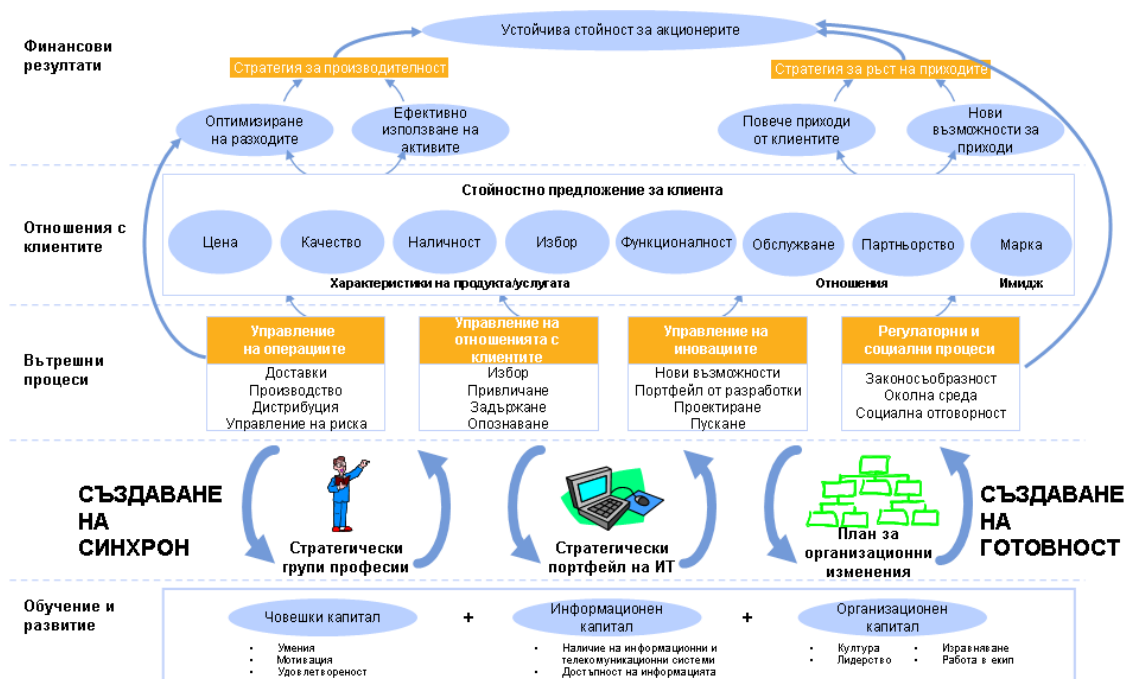 Устойчива стойност за акционерите
Финансови
резултати
Стратегия за производителност
Стратегия за ръст на приходите
Оптимизиране
на разходите
Ефективно
използване на
активите
Повече приходи
от клиентите
Нови
възможности за
приходи
Стойностно предложение за клиента
Отношения с
клиентите
Цена
Качество
Наличност
Избор
Функционалност
Обслужване
Партньорство
Марка
Характеристики на продукта/услугата
Отношения
Имидж
Вътрешни
процеси
Управление
на операциите
Доставки
Производство
Дистрибуция
Управление на риска
Управление на
отношенията с
клиентите
Избор
Привличане
Задържане
Опознаване
Управление на
иновациите
Нови възможности
Портфейл от разработки
Проектиране
Пускане
Регулаторни и
социални процеси
Законосъобразност
Околна среда
Социална отговорност
СЪЗДАВАНЕ
НА
СИНХРОН
Стратегически
групи професии
Стратегически
портфейл на ИТ
План за
организационни
изменения
СЪЗДАВАНЕ
НА
ГОТОВНОСТ
Обучение и
развитие
Човешки капитал
+
Информационен
капитал
+
Организационен
капитал
• Умения
• Мотивация
• Удовлетвореност
• Наличие на информационни и
телекомуникационни системи
• Достъпност на информацията
• Култура
• Лидерство
• Изравняване
• Работа в екип